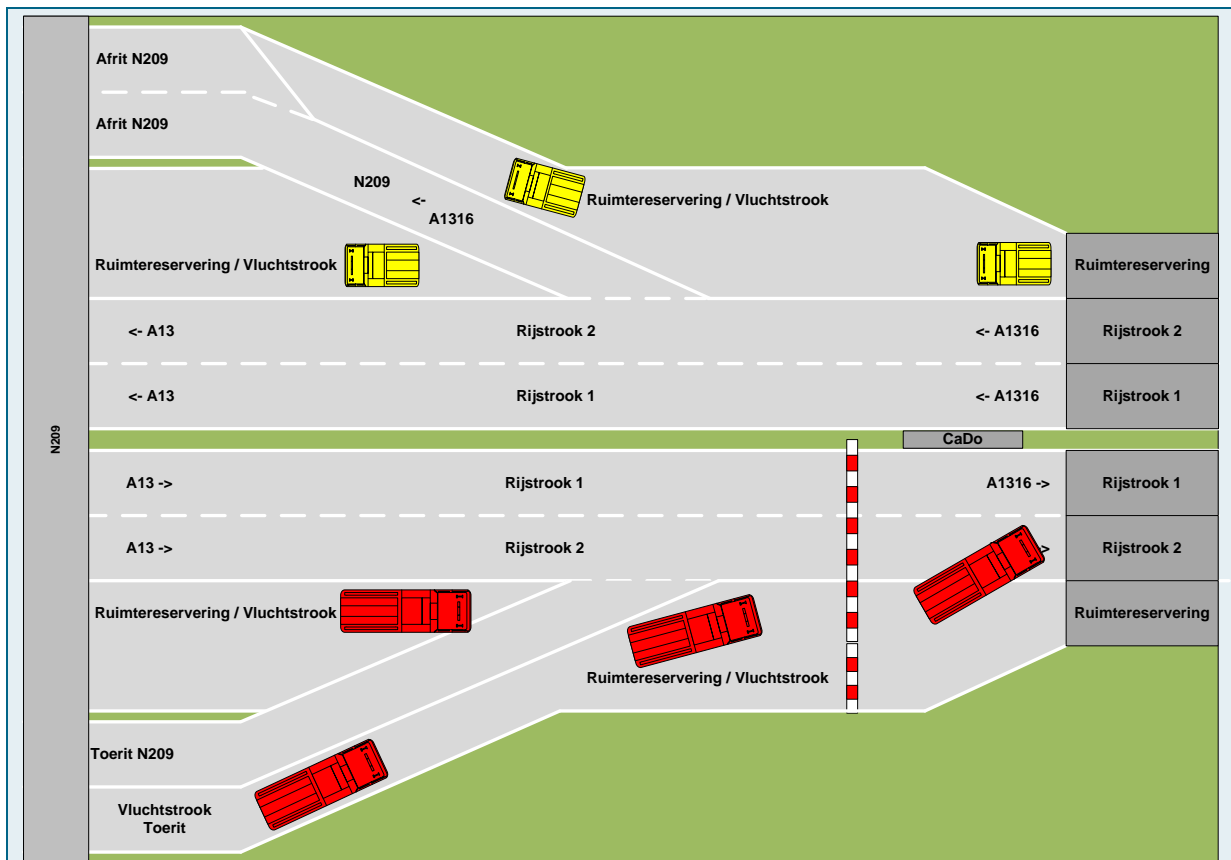 Afrit N209
Afrit N209
N209
<-
A1316
Ruimtereservering / Vluchtstrook
Ruimtereservering / Vluchtstrook
Ruimtereservering
<- A13
Rijstrook 2
<- A1316
Rijstrook 2
<- A13
Rijstrook 1
<- A1316
Rijstrook 1
N209
CaDo
A13 ->
Rijstrook 1
A1316 ->
Rijstrook 1
A13 ->
Rijstrook 2
>
Rijstrook 2
Ruimtereservering / Vluchtstrook
Ruimtereservering
Ruimtereservering / Vluchtstrook
Toerit N209
Vluchtstrook
Toerit